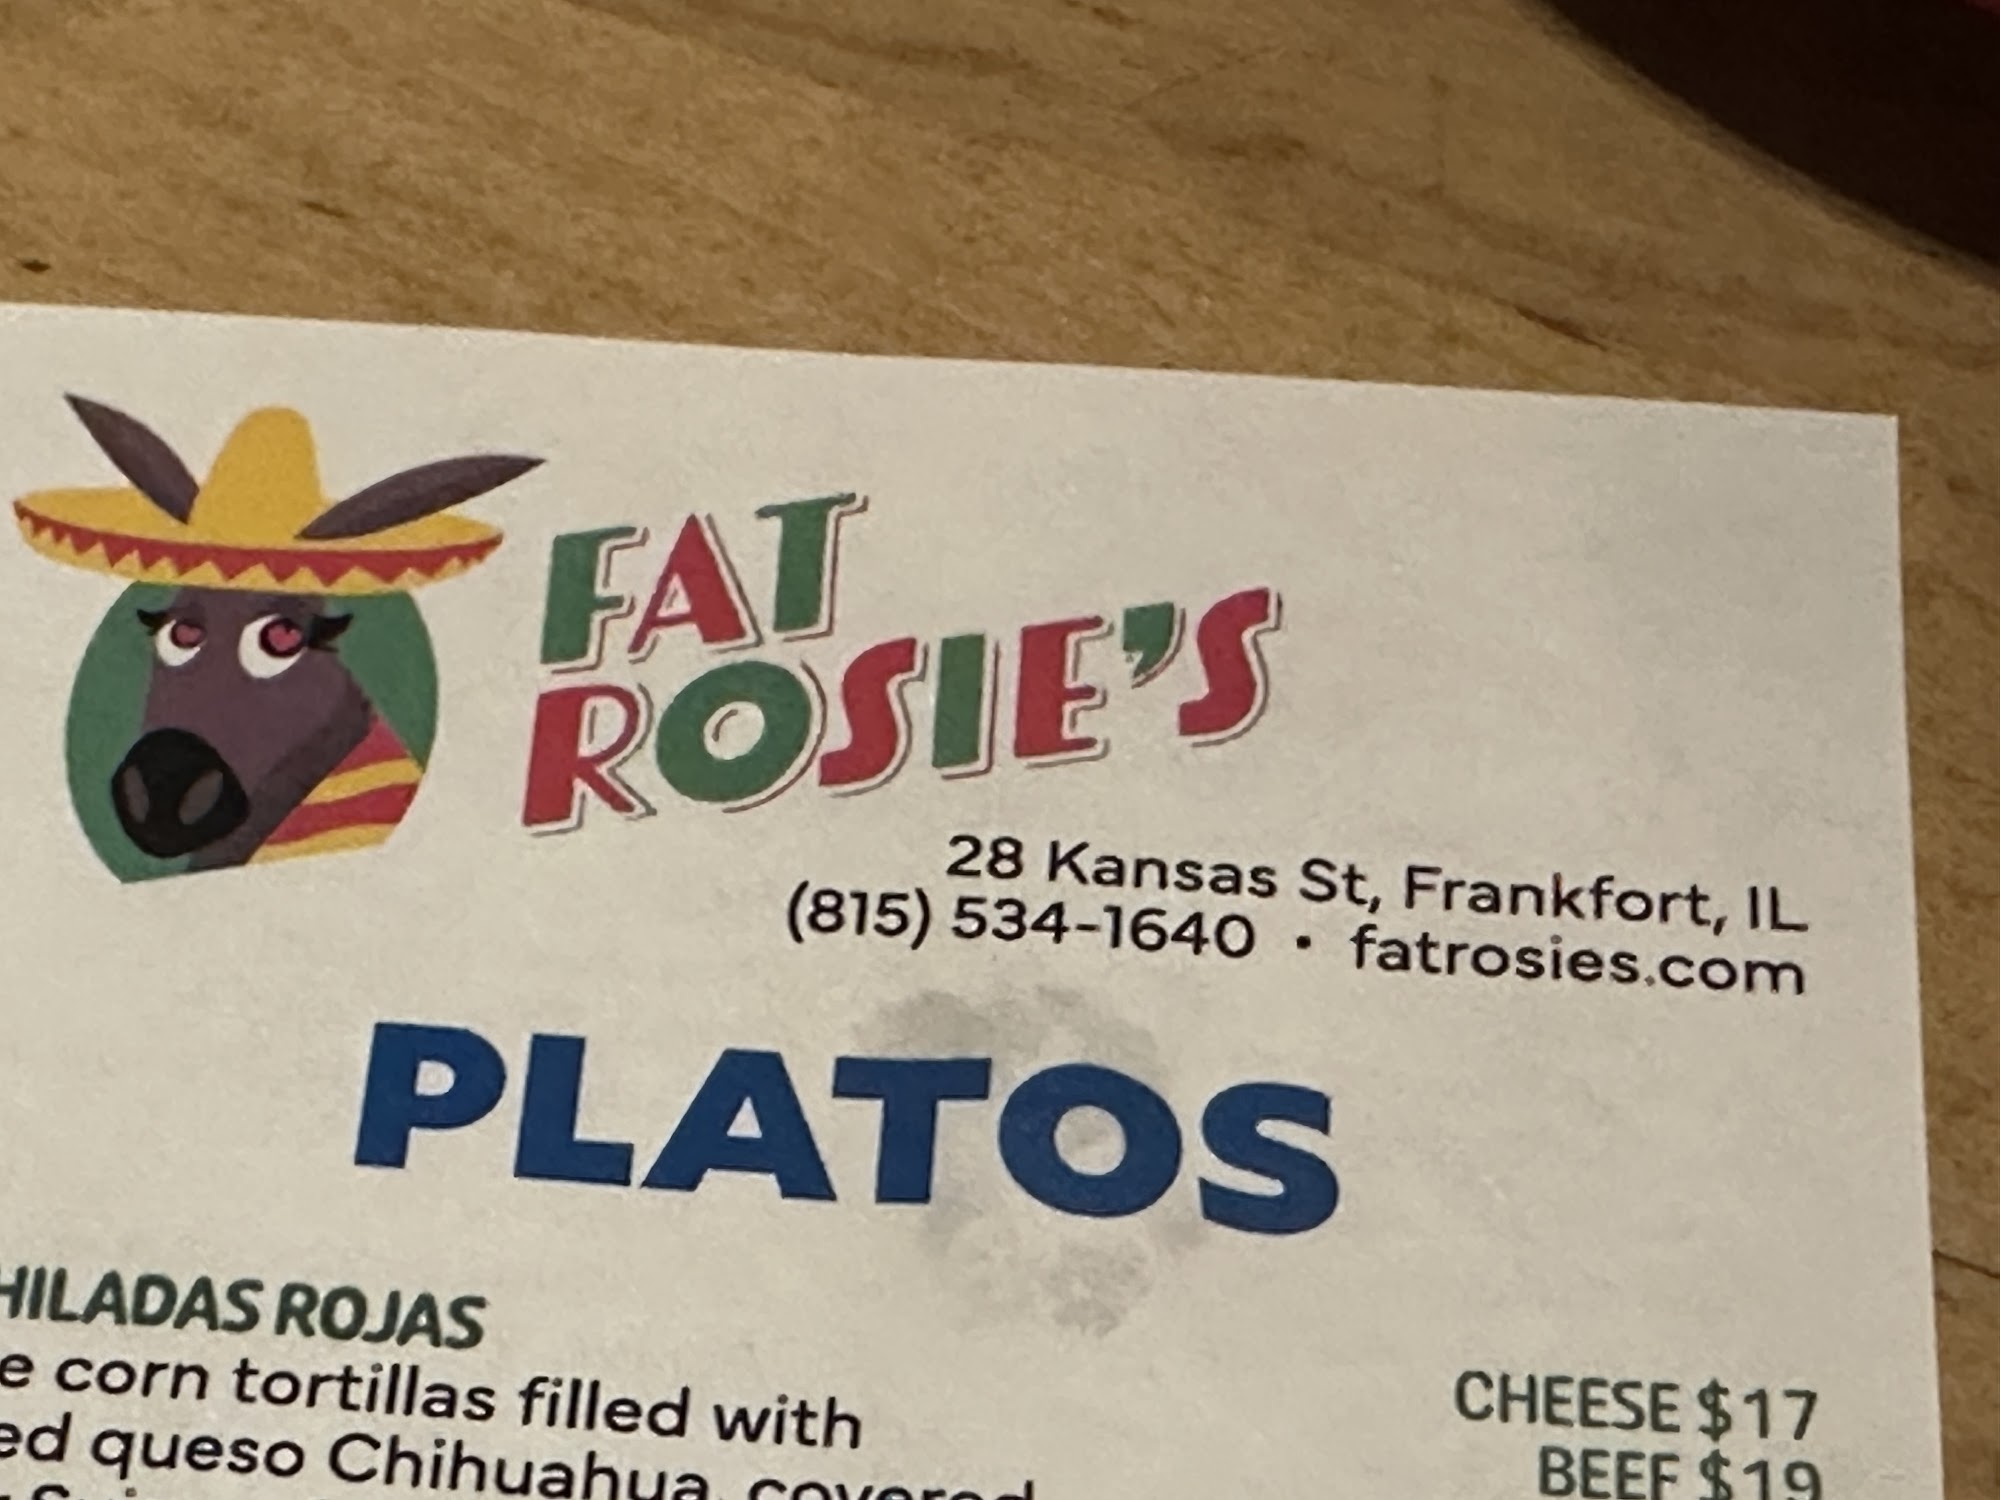 FAT
ROSIE'S
28 Kansas St, Frankfort, IL
(815) 534-1640 • fatrosies.com
PLATOS
HILADAS ROJAS
e corn tortillas filled with
CHEESE $17
ed queso Chihuahua, covered
BEEF $19